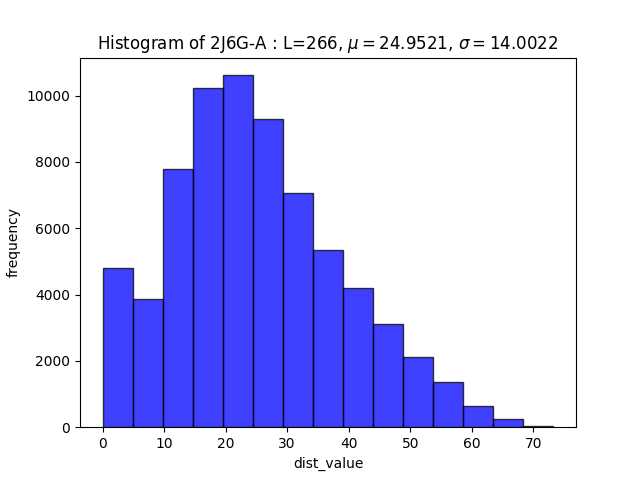 Histogram of 2J6G-A : L=266, μ = 24.9521, σ = 14.0022
10000
8000
6000
4000
2000
0
frequency
0 10 20 30 40 50 60 70
dist_value